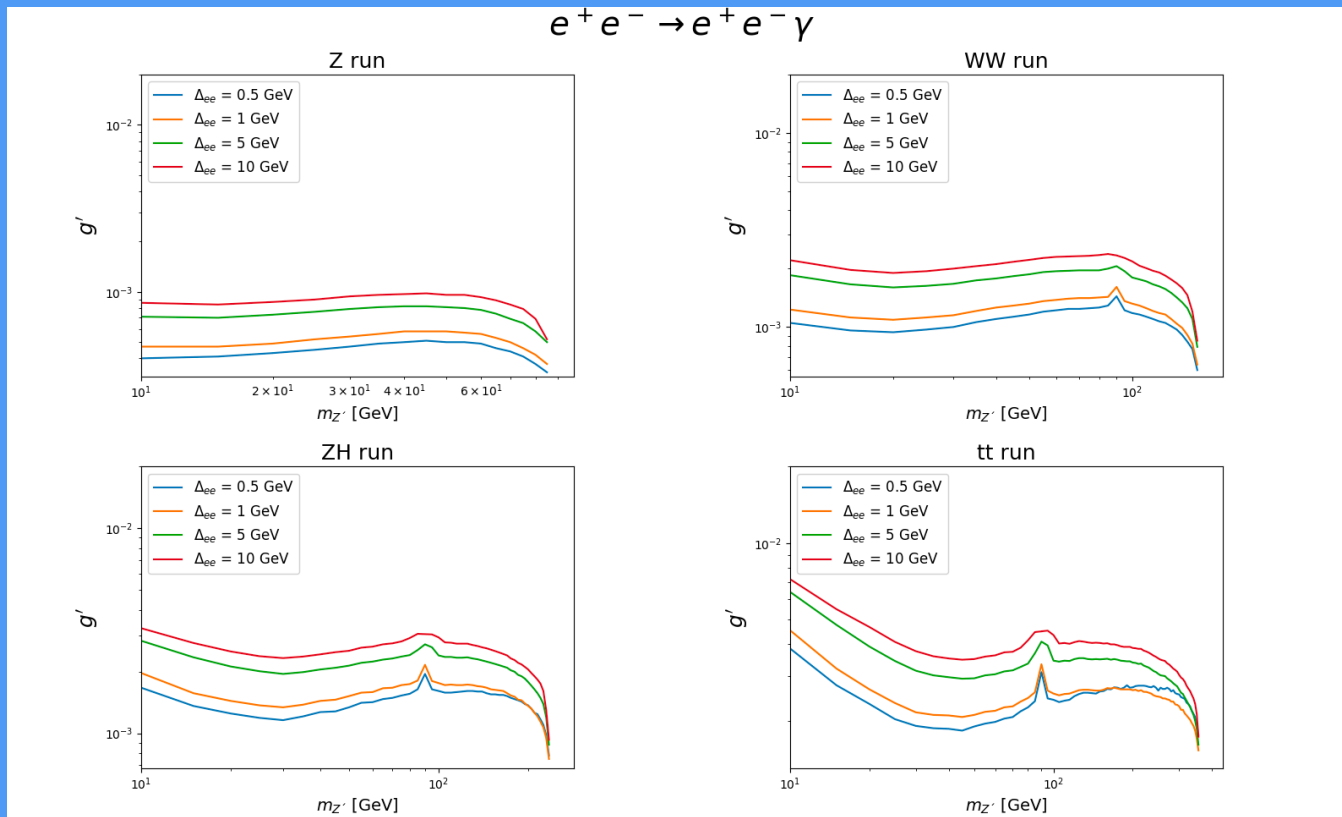 e⁺e⁻ → e⁺e⁻γ
Z run
Δee = 0.5 GeV
Δee = 1 GeV
Δee = 5 GeV
Δee = 10 GeV
10⁻²
10⁻³
g′
10¹
2 × 10¹
3 × 10¹
4 × 10¹
6 × 10¹
mZ′ [GeV]
WW run
Δee = 0.5 GeV
Δee = 1 GeV
Δee = 5 GeV
Δee = 10 GeV
10⁻²
10⁻³
g′
10¹
10²
mZ′ [GeV]
ZH run
Δee = 0.5 GeV
Δee = 1 GeV
Δee = 5 GeV
Δee = 10 GeV
10⁻²
10⁻³
g′
10¹
10²
mZ′ [GeV]
tt run
Δee = 0.5 GeV
Δee = 1 GeV
Δee = 5 GeV
Δee = 10 GeV
10⁻²
g′
10¹
10²
mZ′ [GeV]